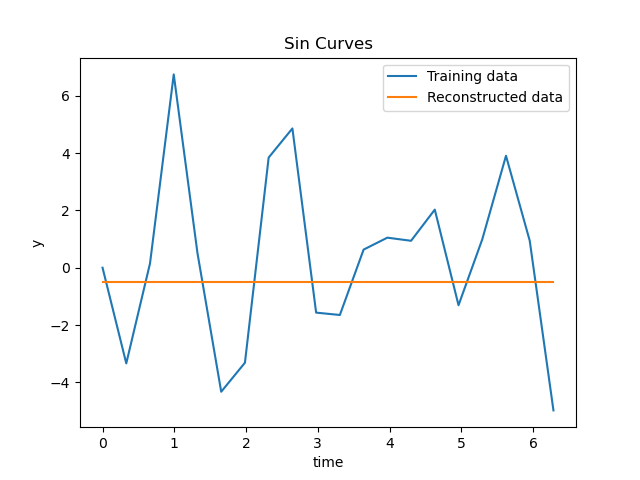 Sin Curves
Training data
Reconstructed data
6
4
2
0
−2
−4
y
0 1 2 3 4 5 6
time